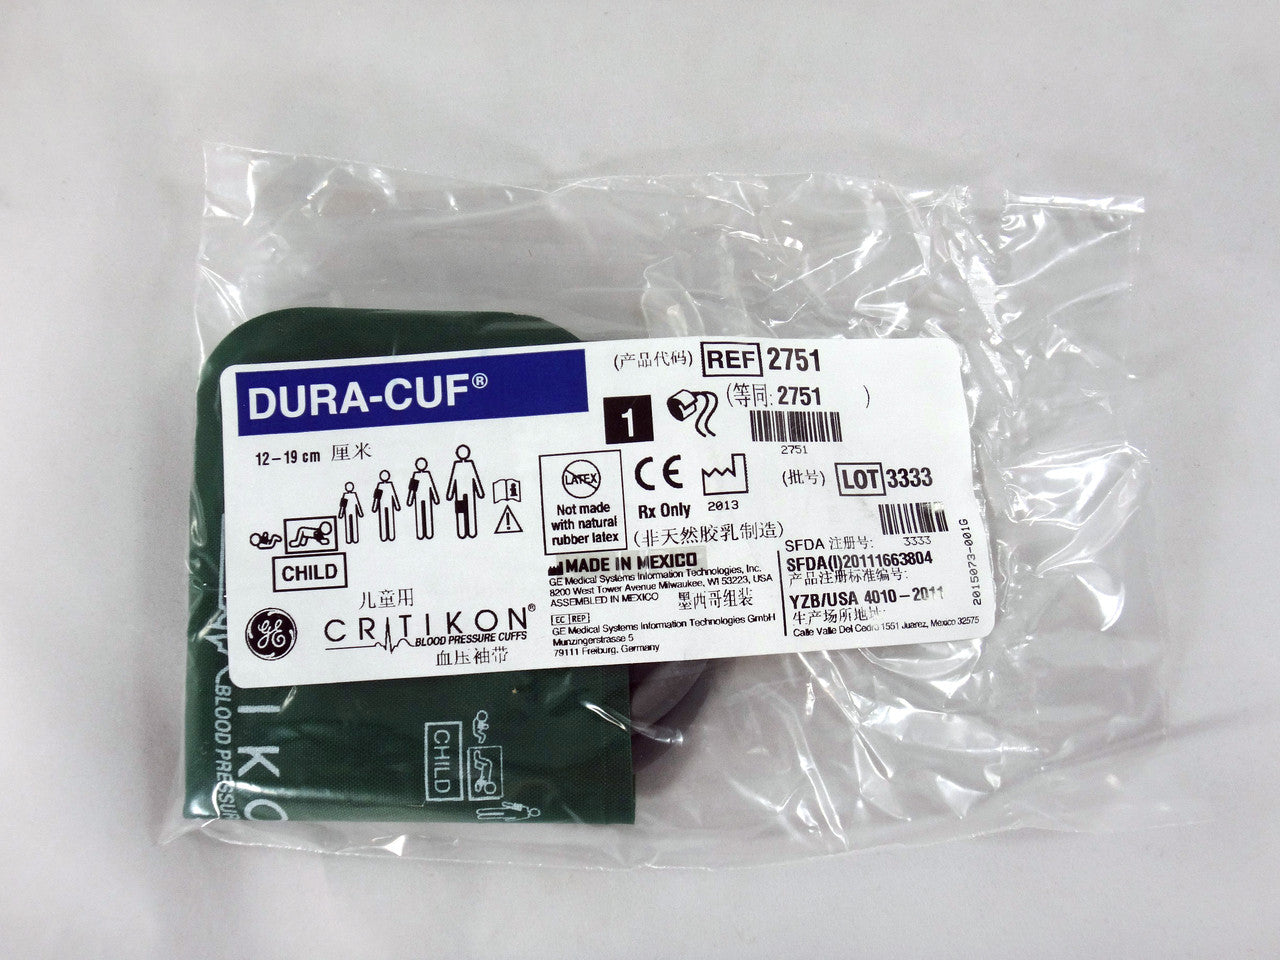 DURA-CUF®
(产品代码) REF 2751
(等同: 2751 )
1
2751
12-19 cm 厘米
LATEX
Not made
with natural
rubber latex
CE
Rx Only
2013
(批号) LOT 3333
3333
(非天然胶乳制造)
CHILD
儿童用
MADE IN MEXICO
GE Medical Systems Information Technologies, Inc.
8200 West Tower Avenue Milwaukee, WI 53223, USA
ASSEMBLED IN MEXICO 墨西哥组装
EC REP
GE Medical Systems Information Technologies GmbH
Munzingerstrasse 5
79111 Freiburg, Germany
SFDA 注册号:
SFDA(I)20111663804
产品注册标准编号:
YZB/USA 4010-2011
生产场所地址:
Calle Valle Del Cedro 1551 Juarez, Mexico 32575
2015073-001G
GE
CRITIKON®
BLOOD PRESSURE CUFFS
血压袖带
IKO
BLOOD PRESSUR
CHILD